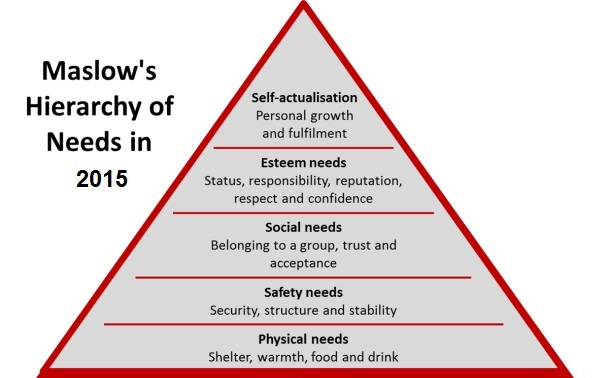 Maslow's
Hierarchy of
Needs in
2015
Self-actualisation
Personal growth
and fulfilment
Esteem needs
Status, responsibility, reputation,
respect and confidence
Social needs
Belonging to a group, trust and
acceptance
Safety needs
Security, structure and stability
Physical needs
Shelter, warmth, food and drink